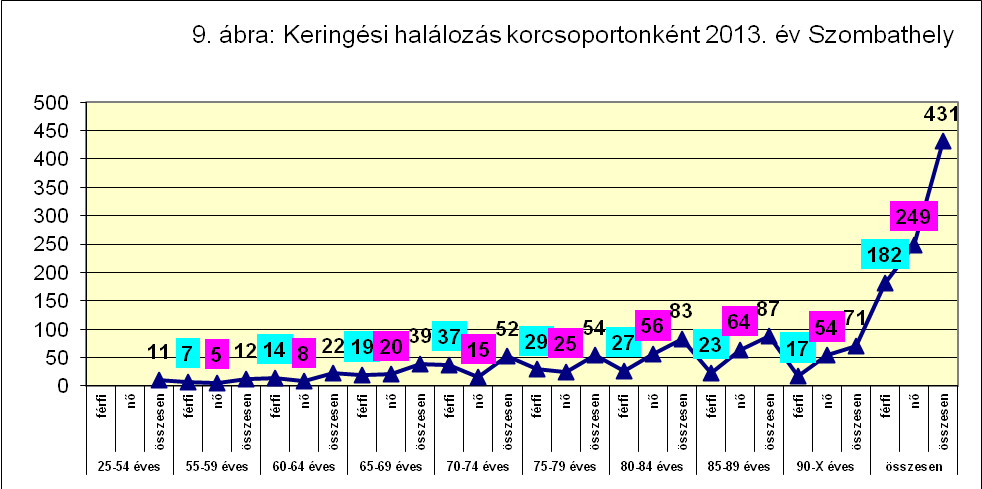 9. ábra: Keringési halálozás korcsoportonként 2013. év Szombathely
500
450
400
350
300
250
200
150
100
50
0
11 7 5 12 14 8 22 19 20 39 37 15 52 29 25 54 27 56 83 23 64 87 17 54 71 182 249 431
férfi nő összesen férfi nő összesen férfi nő összesen férfi nő összesen férfi nő összesen férfi nő összesen férfi nő összesen férfi nő összesen férfi nő összesen férfi nő összesen
25-54 éves 55-59 éves 60-64 éves 65-69 éves 70-74 éves 75-79 éves 80-84 éves 85-89 éves 90-X éves összesen